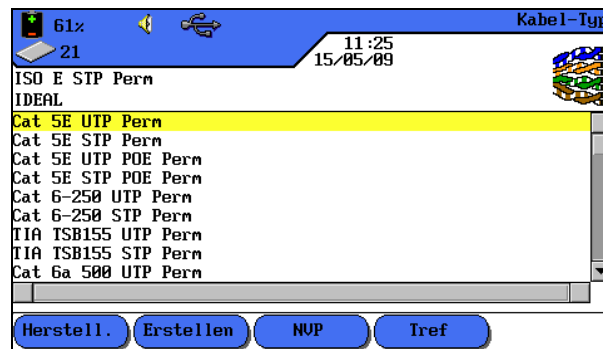 61%
Kabel-Typ
21
11:25
15/05/09
ISO E STP Perm
IDEAL
Cat 5E UTP Perm
Cat 5E STP Perm
Cat 5E UTP POE Perm
Cat 5E STP POE Perm
Cat 6-250 UTP Perm
Cat 6-250 STP Perm
TIA TSB155 UTP Perm
TIA TSB155 STP Perm
Cat 6a 500 UTP Perm
Herstell. Erstellen NVP Tref